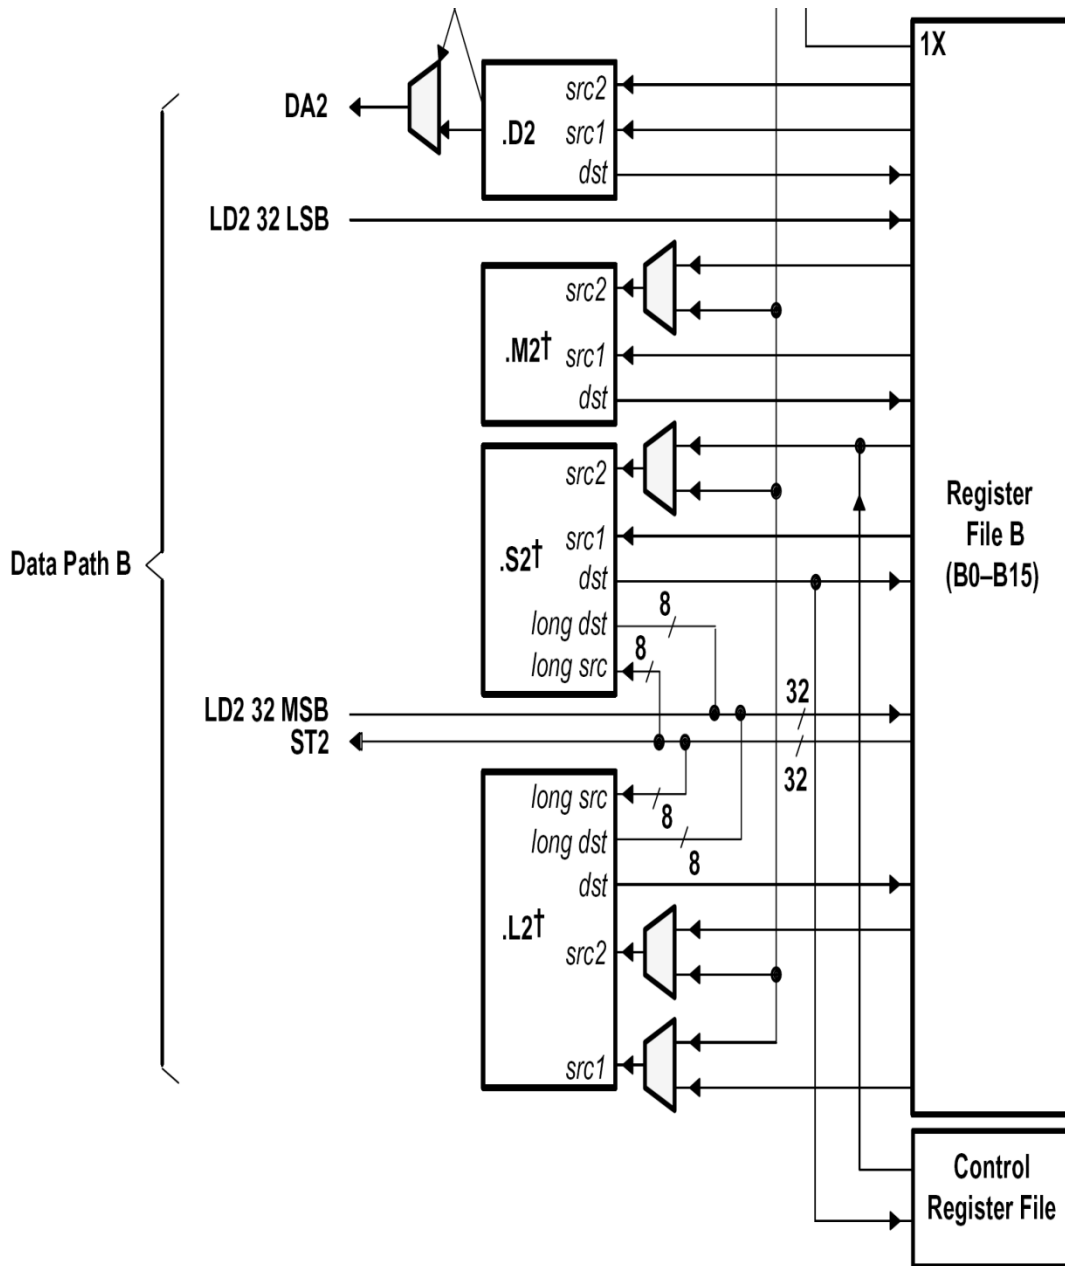 1X
src2
DA2
.D2
src1
dst
LD2 32 LSB
src2
.M2†
src1
dst
src2
Register
File B
(B0–B15)
src1
.S2†
Data Path B
dst
8
long dst
8
long src
32
LD2 32 MSB
ST2
32
long src
8
long dst
8
dst
.L2†
src2
src1
Control
Register File